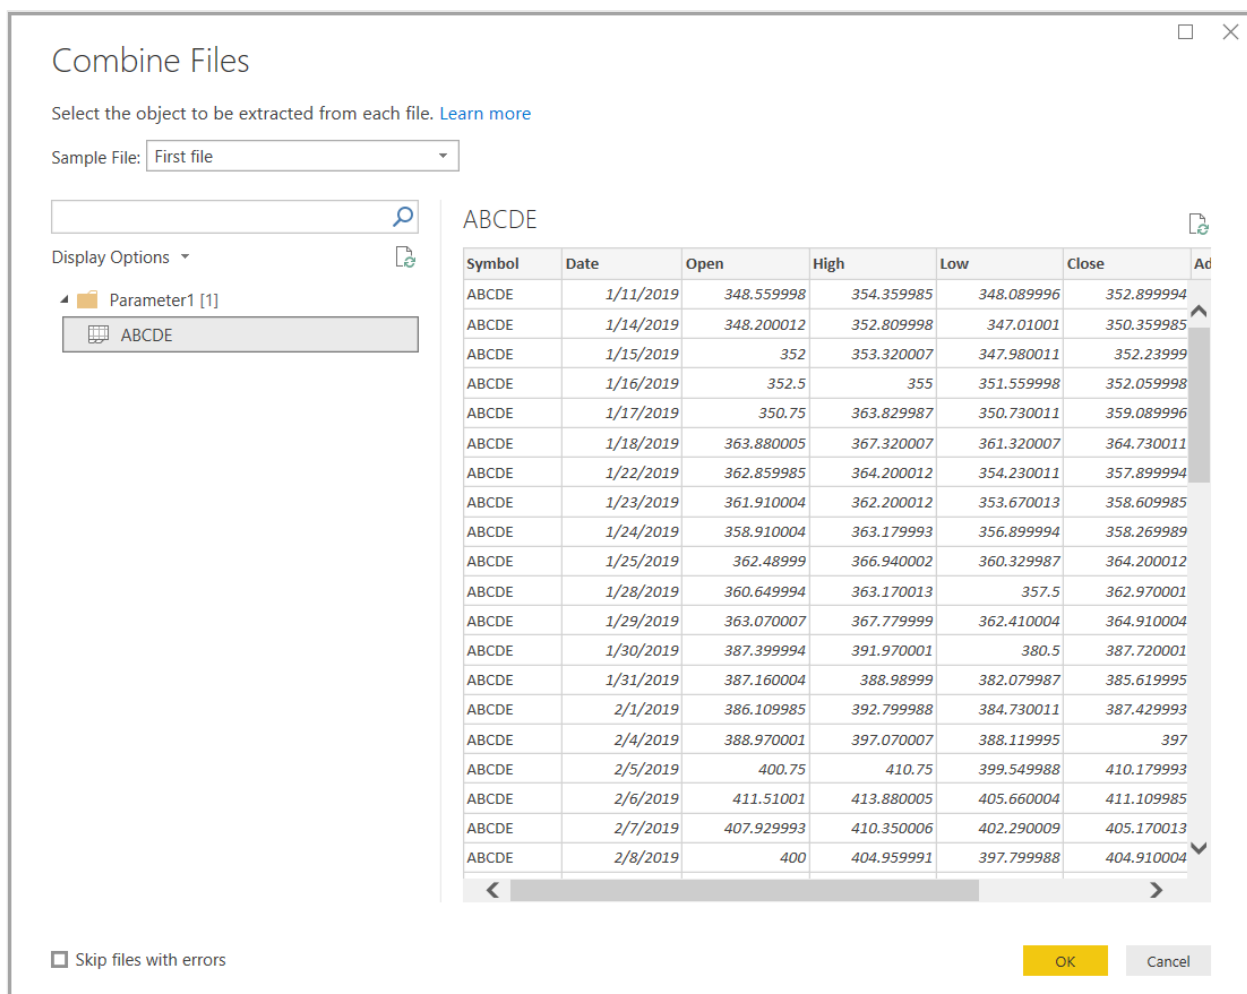 Combine Files
Select the object to be extracted from each file. Learn more
Sample File: First file
Display Options
Parameter1 [1]
ABCDE
ABCDE
Symbol Date Open High Low Close Ad
ABCDE 1/11/2019 348.559998 354.359985 348.089996 352.899994
ABCDE 1/14/2019 348.200012 352.809998 347.01001 350.359985
ABCDE 1/15/2019 352 353.320007 347.980011 352.23999
ABCDE 1/16/2019 352.5 355 351.559998 352.059998
ABCDE 1/17/2019 350.75 363.829987 350.730011 359.089996
ABCDE 1/18/2019 363.880005 367.320007 361.320007 364.730011
ABCDE 1/22/2019 362.859985 364.200012 354.230011 357.899994
ABCDE 1/23/2019 361.910004 362.200012 353.670013 358.609985
ABCDE 1/24/2019 358.910004 363.179993 356.899994 358.269989
ABCDE 1/25/2019 362.48999 366.940002 360.329987 364.200012
ABCDE 1/28/2019 360.649994 363.170013 357.5 362.970001
ABCDE 1/29/2019 363.070007 367.779999 362.410004 364.910004
ABCDE 1/30/2019 387.399994 391.970001 380.5 387.720001
ABCDE 1/31/2019 387.160004 388.98999 382.079987 385.619995
ABCDE 2/1/2019 386.109985 392.799988 384.730011 387.429993
ABCDE 2/4/2019 388.970001 397.070007 388.119995 397
ABCDE 2/5/2019 400.75 410.75 399.549988 410.179993
ABCDE 2/6/2019 411.51001 413.880005 405.660004 411.109985
ABCDE 2/7/2019 407.929993 410.350006 402.290009 405.170013
ABCDE 2/8/2019 400 404.959991 397.799988 404.910004
Skip files with errors
OK Cancel